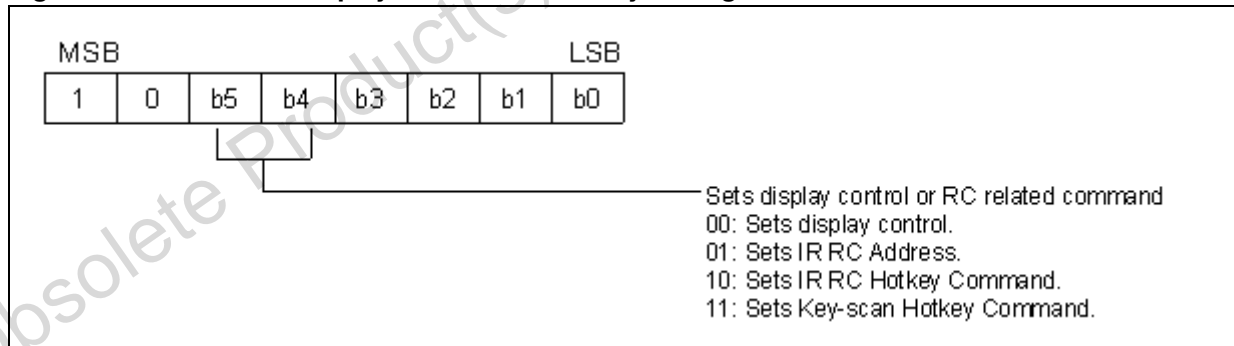 MSB LSB
1 0 b5 b4 b3 b2 b1 b0
Sets display control or RC related command
00: Sets display control.
01: Sets IR RC Address.
10: Sets IR RC Hotkey Command.
11: Sets Key-scan Hotkey Command.